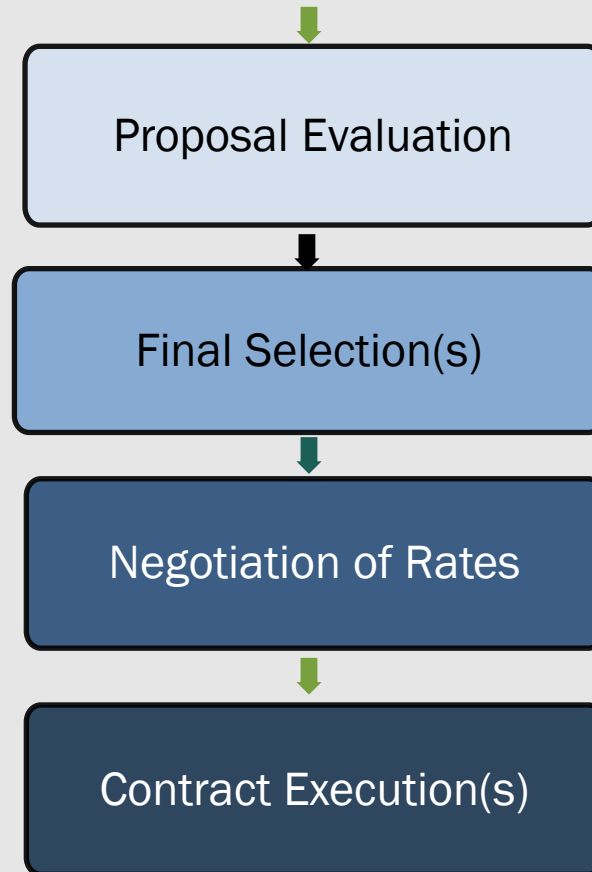 Proposal Evaluation
Final Selection(s)
Negotiation of Rates
Contract Execution(s)